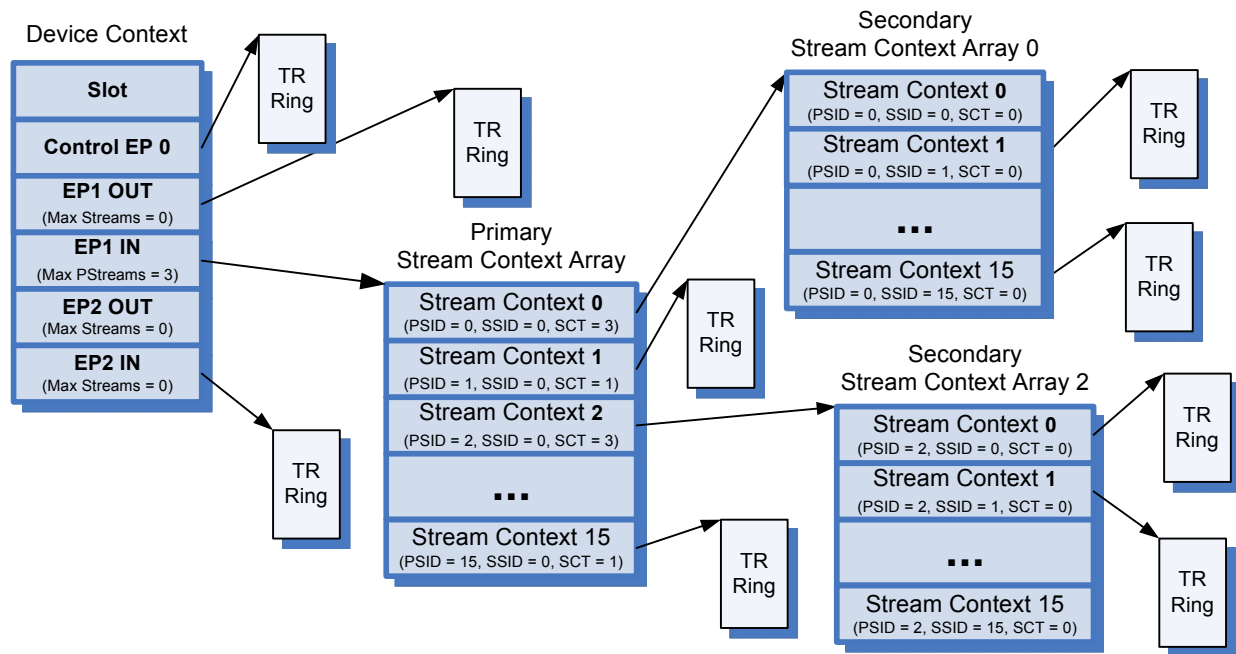 Device Context
Slot
Control EP 0
EP1 OUT
(Max Streams = 0)
EP1 IN
(Max PStreams = 3)
EP2 OUT
(Max Streams = 0)
EP2 IN
(Max Streams = 0)
TR
Ring
TR
Ring
TR
Ring
Primary
Stream Context Array
Stream Context 0
(PSID = 0, SSID = 0, SCT = 3)
Stream Context 1
(PSID = 1, SSID = 0, SCT = 1)
Stream Context 2
(PSID = 2, SSID = 0, SCT = 3)
...
Stream Context 15
(PSID = 15, SSID = 0, SCT = 1)
TR
Ring
TR
Ring
Secondary
Stream Context Array 0
Stream Context 0
(PSID = 0, SSID = 0, SCT = 0)
Stream Context 1
(PSID = 0, SSID = 1, SCT = 0)
...
Stream Context 15
(PSID = 0, SSID = 15, SCT = 0)
TR
Ring
TR
Ring
Secondary
Stream Context Array 2
Stream Context 0
(PSID = 2, SSID = 0, SCT = 0)
Stream Context 1
(PSID = 2, SSID = 1, SCT = 0)
...
Stream Context 15
(PSID = 2, SSID = 15, SCT = 0)
TR
Ring
TR
Ring